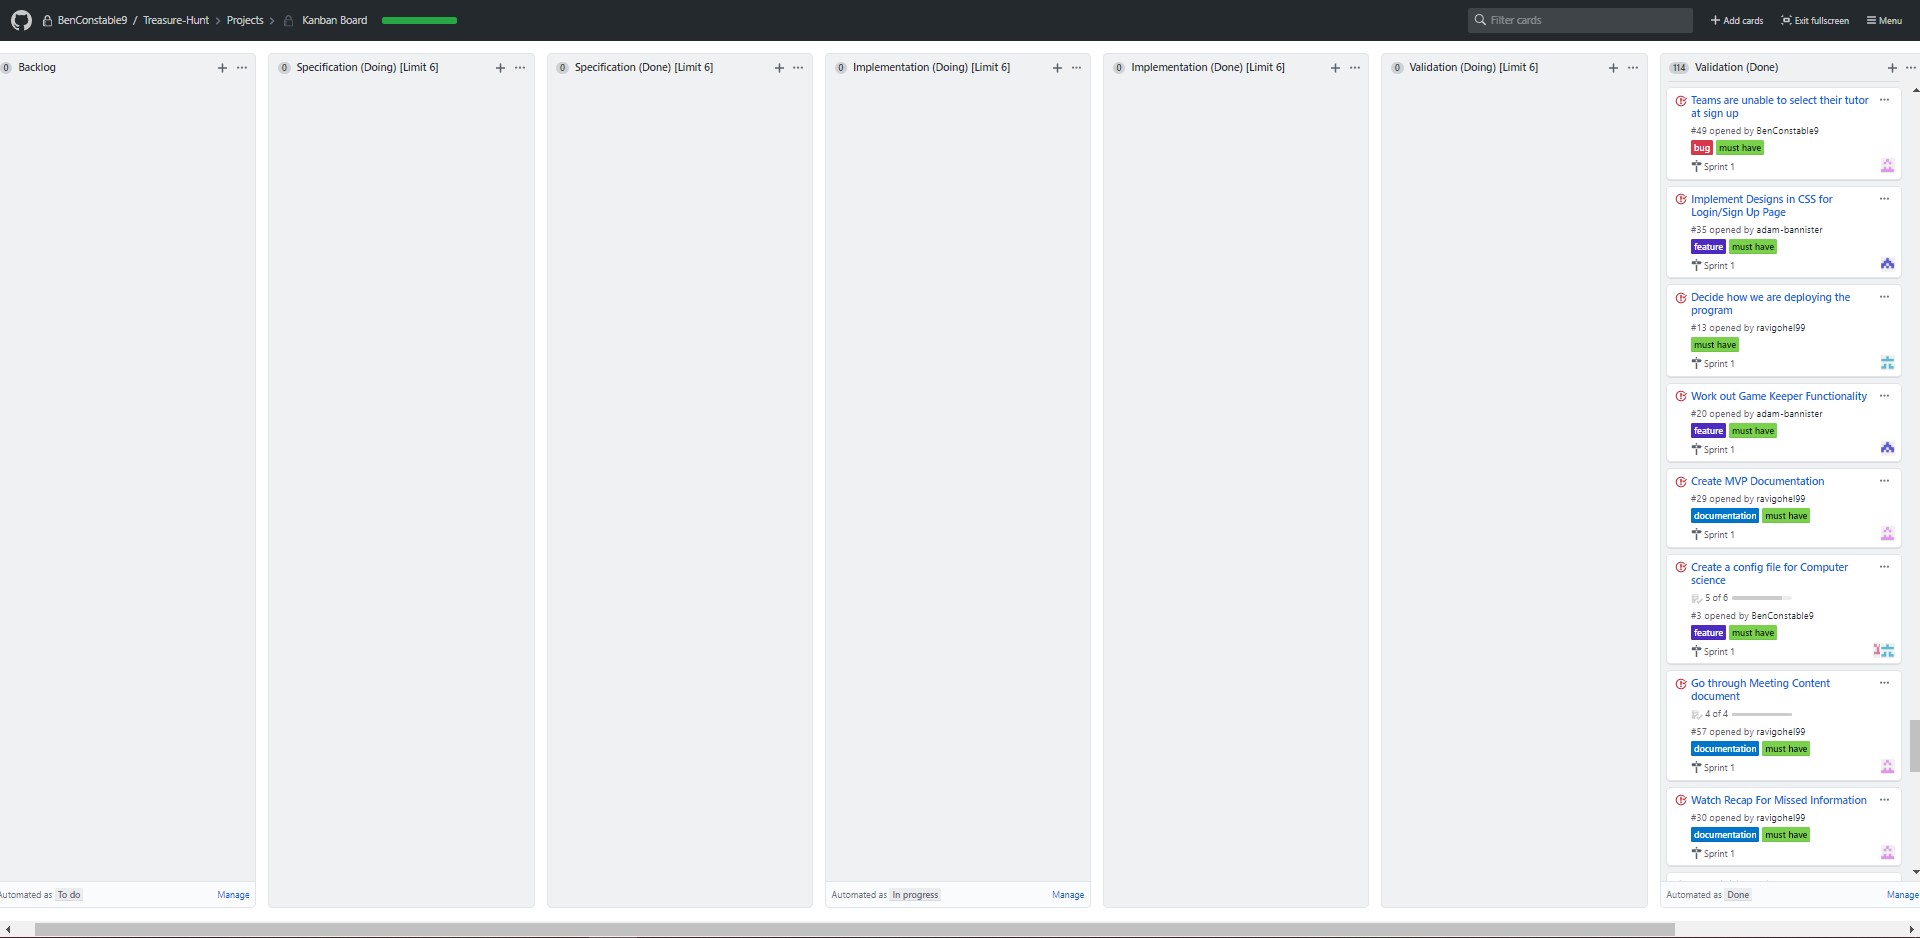 BenConstable9 / Treasure-Hunt > Projects > Kanban Board
Filter cards
Add cards
Exit fullscreen
Menu
0 Backlog
Automated as To do
Manage
0 Specification (Doing) [Limit 6]
0 Specification (Done) [Limit 6]
0 Implementation (Doing) [Limit 6]
Automated as In progress
Manage
0 Implementation (Done) [Limit 6]
0 Validation (Doing) [Limit 6]
114 Validation (Done)
Teams are unable to select their tutor
at sign up
#49 opened by BenConstable9
bug must have
Sprint 1
Implement Designs in CSS for
Login/Sign Up Page
#35 opened by adam-bannister
feature must have
Sprint 1
Decide how we are deploying the
program
#13 opened by ravigohel99
must have
Sprint 1
Work out Game Keeper Functionality
#20 opened by adam-bannister
feature must have
Sprint 1
Create MVP Documentation
#29 opened by ravigohel99
documentation must have
Sprint 1
Create a config file for Computer
science
5 of 6
#3 opened by BenConstable9
feature must have
Sprint 1
Go through Meeting Content
document
4 of 4
#57 opened by ravigohel99
documentation must have
Sprint 1
Watch Recap For Missed Information
#30 opened by ravigohel99
documentation must have
Sprint 1
Automated as Done
Manage